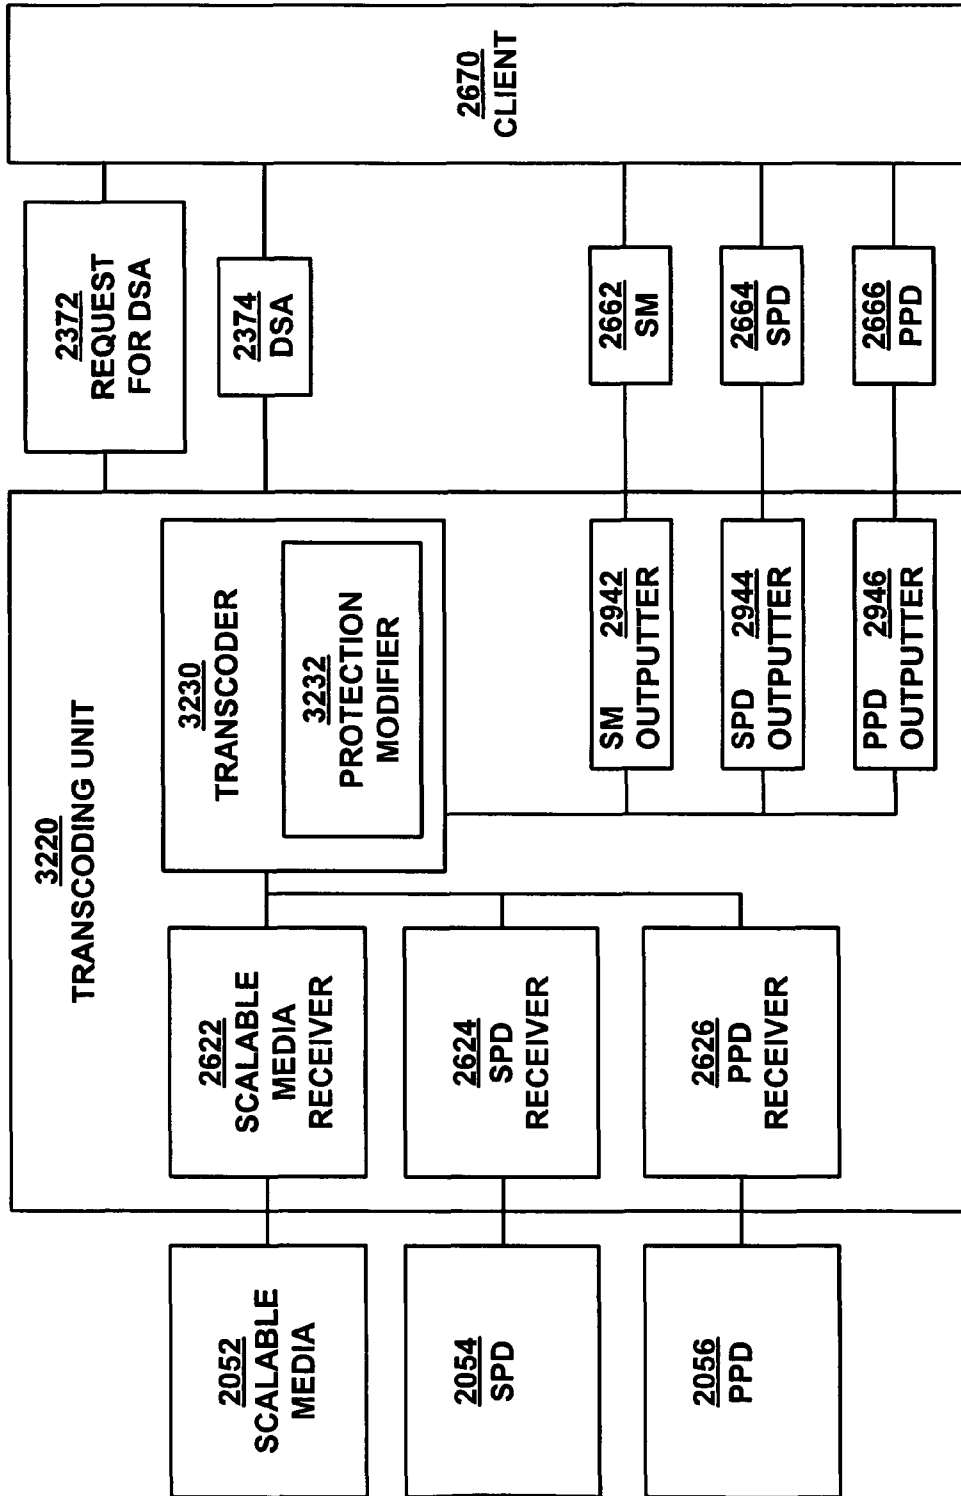 3220
TRANSCODING UNIT
2052
SCALABLE
MEDIA
2622
SCALABLE
MEDIA
RECEIVER
3230
TRANSCODER
3232
PROTECTION
MODIFIER
2372
REQUEST
FOR DSA
2374
DSA
2670
CLIENT
2054
SPD
2624
SPD
RECEIVER
2056
PPD
2626
PPD
RECEIVER
SM 2942
OUTPUTTER
2662
SM
SPD 2944
OUTPUTTER
2664
SPD
PPD 2946
OUTPUTTER
2666
PPD